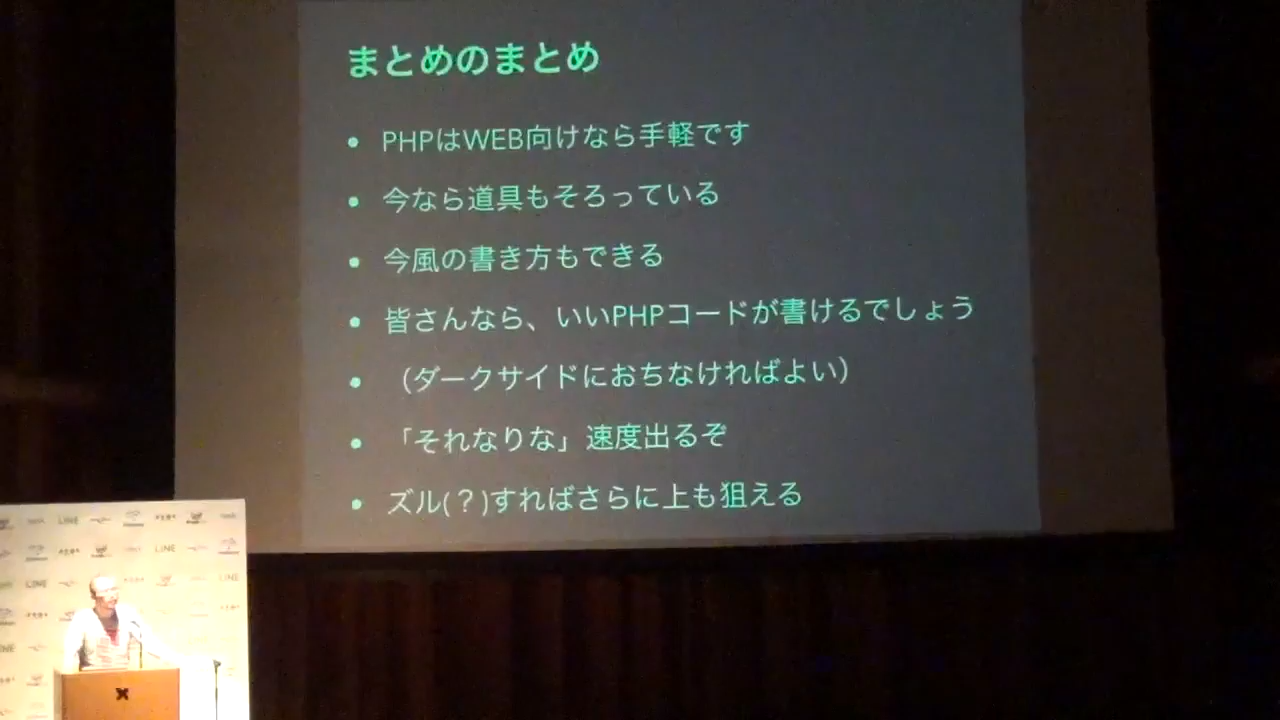 まとめのまとめ
• PHPはWEB向けなら手軽です
• 今なら道具もそろっている
• 今風の書き方もできる
• 皆さんなら、いいPHPコードが書けるでしょう
• （ダークサイドにおちなければよい）
• 「それなりな」速度出るぞ
• ズル(？)すればさらに上も狙える
LINE
LINE
LINE
LINE